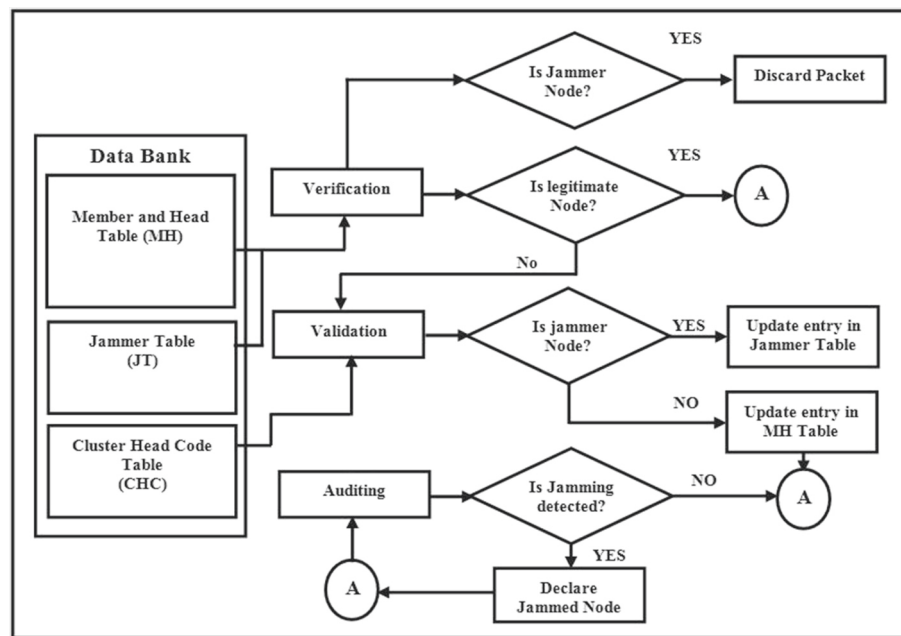 YES
Is Jammer
Node?
Discard Packet
Data Bank
Member and Head
Table (MH)
Verification
YES
Is legitimate
Node?
A
No
Jammer Table
(JT)
Validation
Is jammer
Node?
YES
Update entry in
Jammer Table
NO
Update entry in
MH Table
Cluster Head Code
Table
(CHC)
Auditing
Is Jamming
detected?
NO
A
YES
A
Declare
Jammed Node